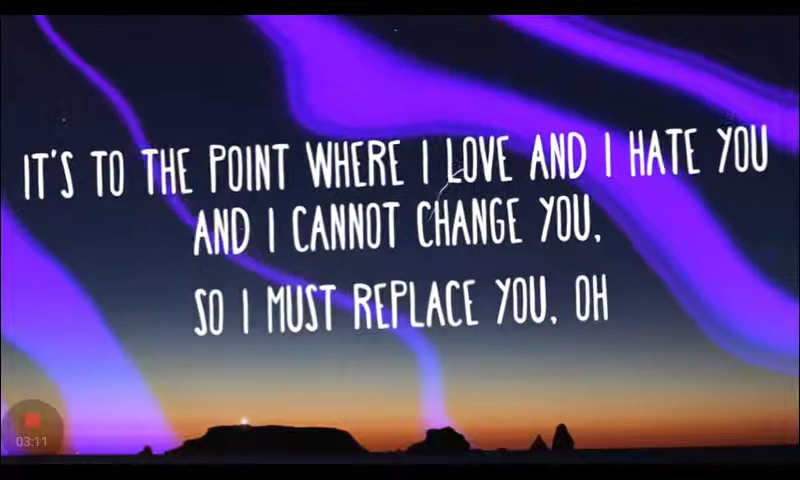 IT'S TO THE POINT WHERE I LOVE AND I HATE YOU
AND I CANNOT CHANGE YOU,
SO I MUST REPLACE YOU, OH
03:11